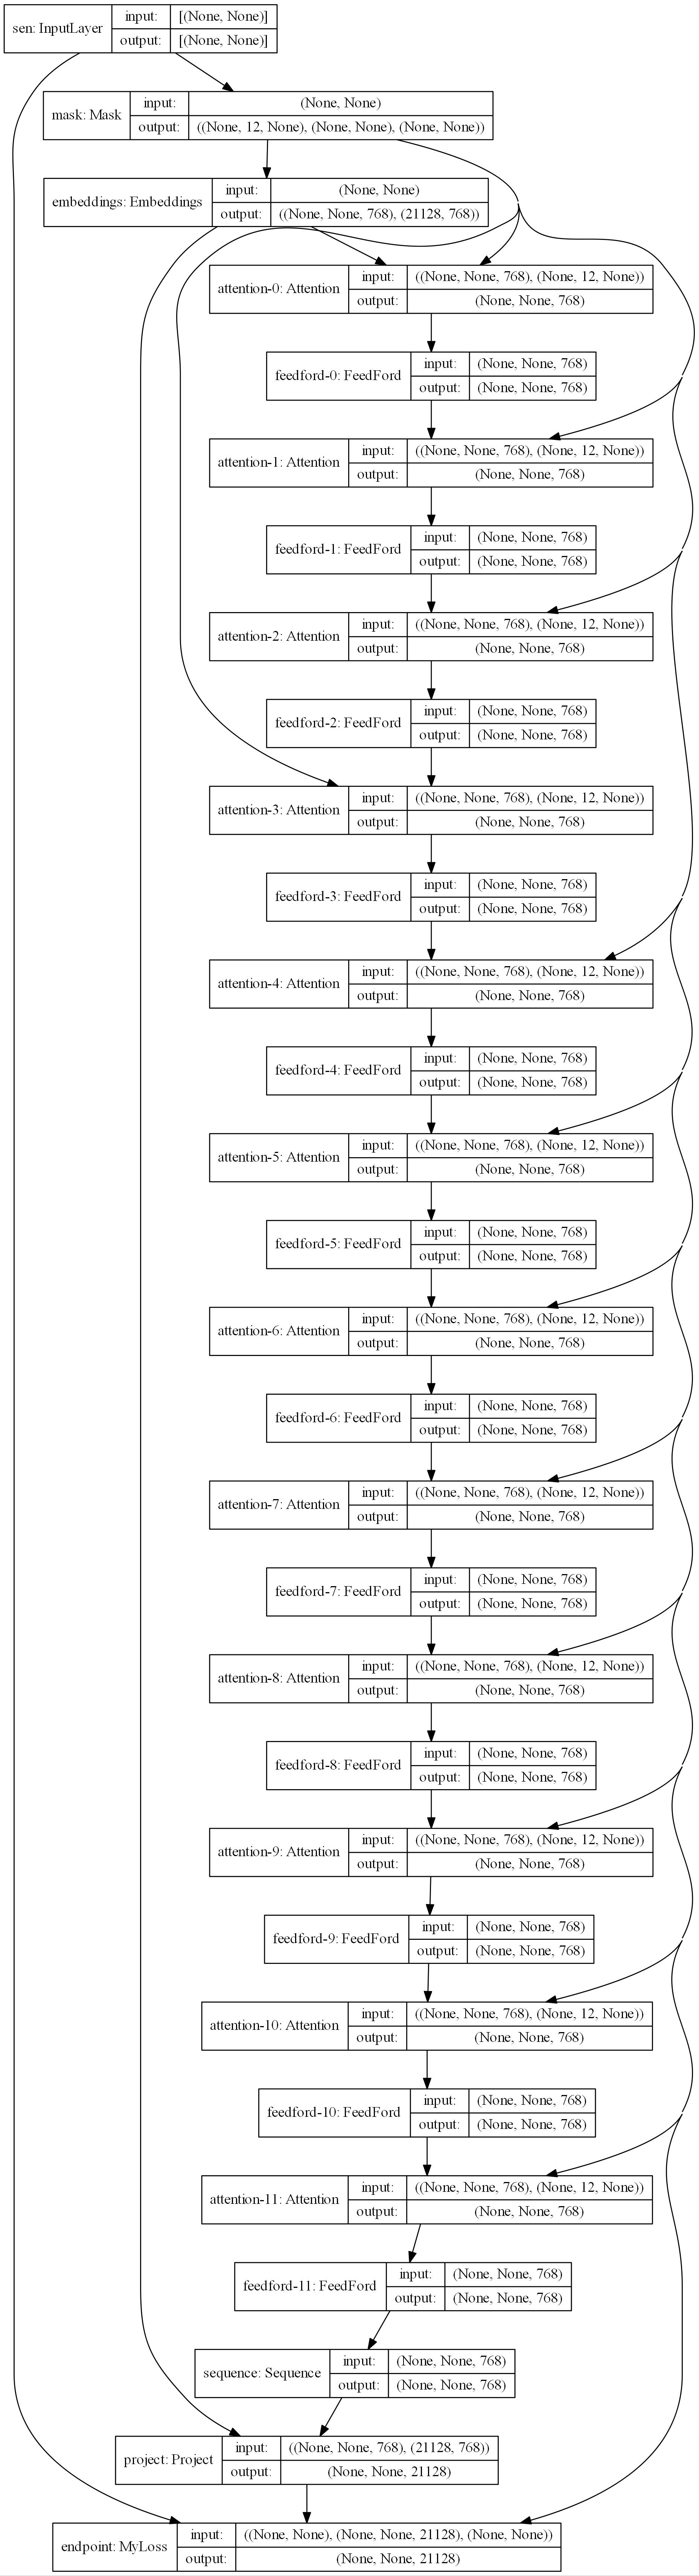 sen: InputLayer
input:
[(None, None)]
output:
[(None, None)]
mask: Mask
input:
(None, None)
output:
((None, 12, None), (None, None), (None, None))
embeddings: Embeddings
input:
(None, None)
output:
((None, None, 768), (21128, 768))
attention-0: Attention
input:
((None, None, 768), (None, 12, None))
output:
(None, None, 768)
feedford-0: FeedFord
input:
(None, None, 768)
output:
(None, None, 768)
attention-1: Attention
input:
((None, None, 768), (None, 12, None))
output:
(None, None, 768)
feedford-1: FeedFord
input:
(None, None, 768)
output:
(None, None, 768)
attention-2: Attention
input:
((None, None, 768), (None, 12, None))
output:
(None, None, 768)
feedford-2: FeedFord
input:
(None, None, 768)
output:
(None, None, 768)
attention-3: Attention
input:
((None, None, 768), (None, 12, None))
output:
(None, None, 768)
feedford-3: FeedFord
input:
(None, None, 768)
output:
(None, None, 768)
attention-4: Attention
input:
((None, None, 768), (None, 12, None))
output:
(None, None, 768)
feedford-4: FeedFord
input:
(None, None, 768)
output:
(None, None, 768)
attention-5: Attention
input:
((None, None, 768), (None, 12, None))
output:
(None, None, 768)
feedford-5: FeedFord
input:
(None, None, 768)
output:
(None, None, 768)
attention-6: Attention
input:
((None, None, 768), (None, 12, None))
output:
(None, None, 768)
feedford-6: FeedFord
input:
(None, None, 768)
output:
(None, None, 768)
attention-7: Attention
input:
((None, None, 768), (None, 12, None))
output:
(None, None, 768)
feedford-7: FeedFord
input:
(None, None, 768)
output:
(None, None, 768)
attention-8: Attention
input:
((None, None, 768), (None, 12, None))
output:
(None, None, 768)
feedford-8: FeedFord
input:
(None, None, 768)
output:
(None, None, 768)
attention-9: Attention
input:
((None, None, 768), (None, 12, None))
output:
(None, None, 768)
feedford-9: FeedFord
input:
(None, None, 768)
output:
(None, None, 768)
attention-10: Attention
input:
((None, None, 768), (None, 12, None))
output:
(None, None, 768)
feedford-10: FeedFord
input:
(None, None, 768)
output:
(None, None, 768)
attention-11: Attention
input:
((None, None, 768), (None, 12, None))
output:
(None, None, 768)
feedford-11: FeedFord
input:
(None, None, 768)
output:
(None, None, 768)
sequence: Sequence
input:
(None, None, 768)
output:
(None, None, 768)
project: Project
input:
((None, None, 768), (21128, 768))
output:
(None, None, 21128)
endpoint: MyLoss
input:
((None, None), (None, None, 21128), (None, None))
output:
(None, None, 21128)